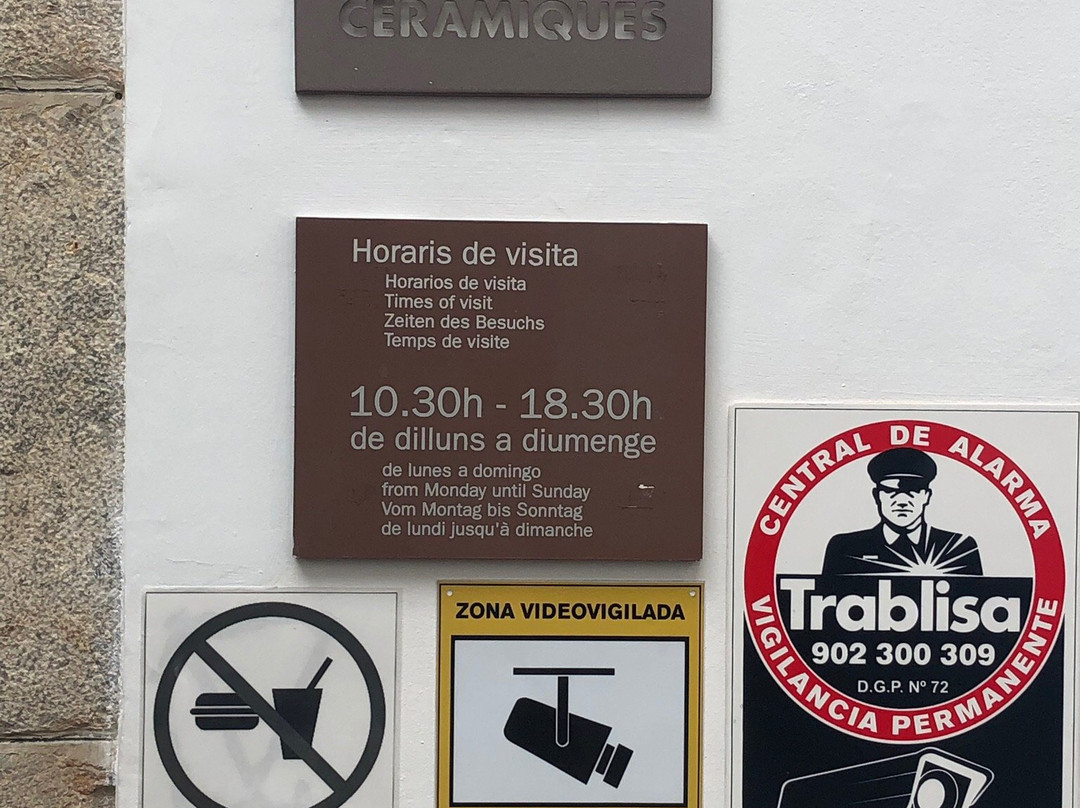 CERAMIQUES
Horaris de visita
Horarios de visita
Times of visit
Zeiten des Besuchs
Temps de visite
10.30h - 18.30h
de dilluns a diumenge
de lunes a domingo
from Monday until Sunday
Vom Montag bis Sonntag
de lundi jusqu'à dimanche
ZONA VIDEOVIGILADA
CENTRAL DE ALARMA
Trablisa
902 300 309
D.G.P. Nº 72
VIGILANCIA PERMANENTE